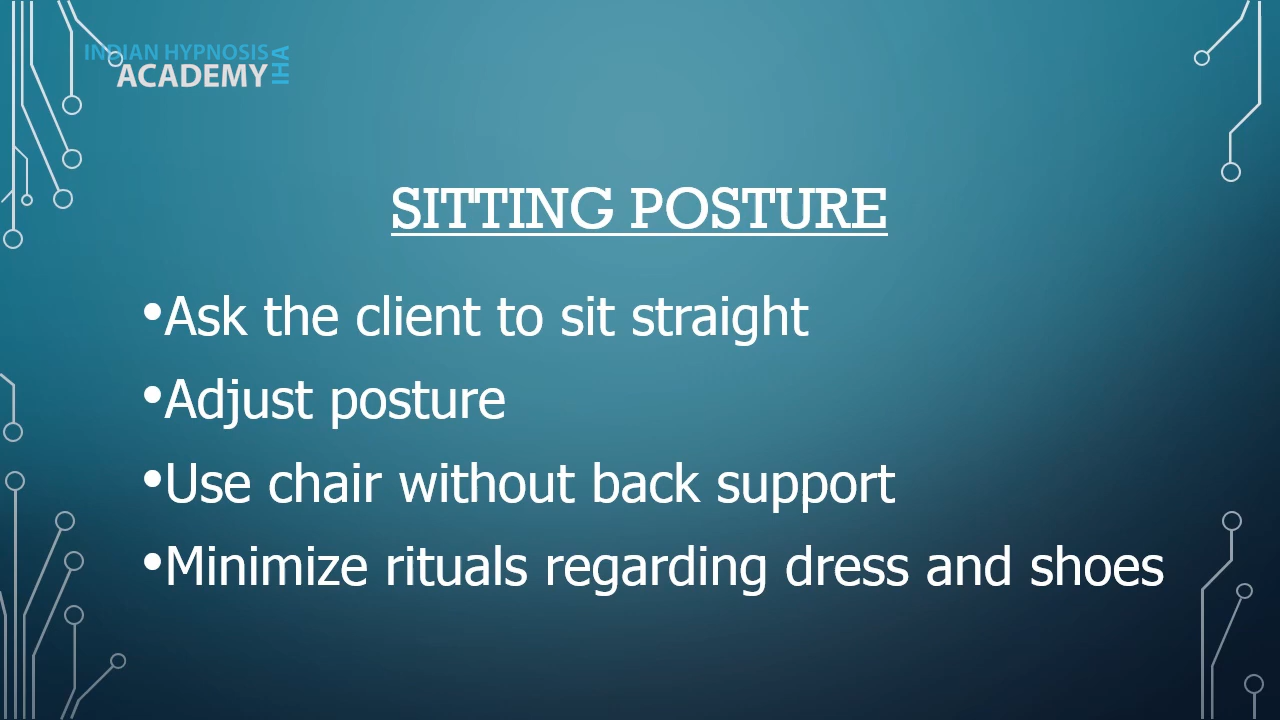 INDIAN HYPNOSIS
ACADEMY
IHA
SITTING POSTURE
•Ask the client to sit straight
•Adjust posture
•Use chair without back support
•Minimize rituals regarding dress and shoes